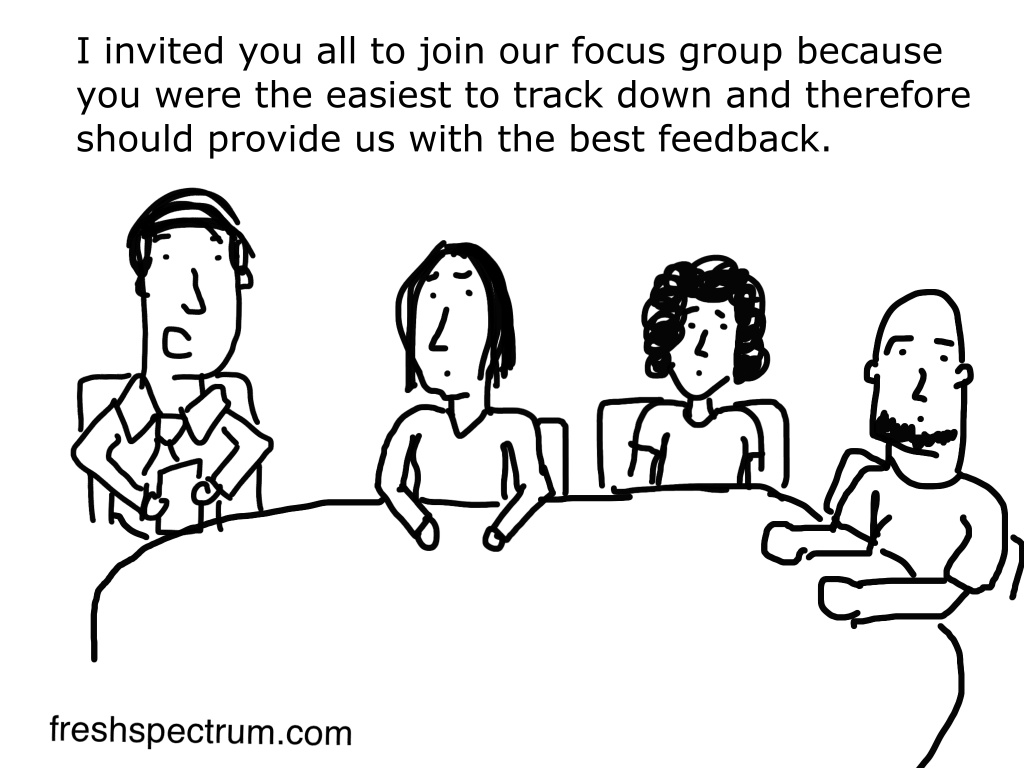 I invited you all to join our focus group because
you were the easiest to track down and therefore
should provide us with the best feedback.
freshspectrum.com